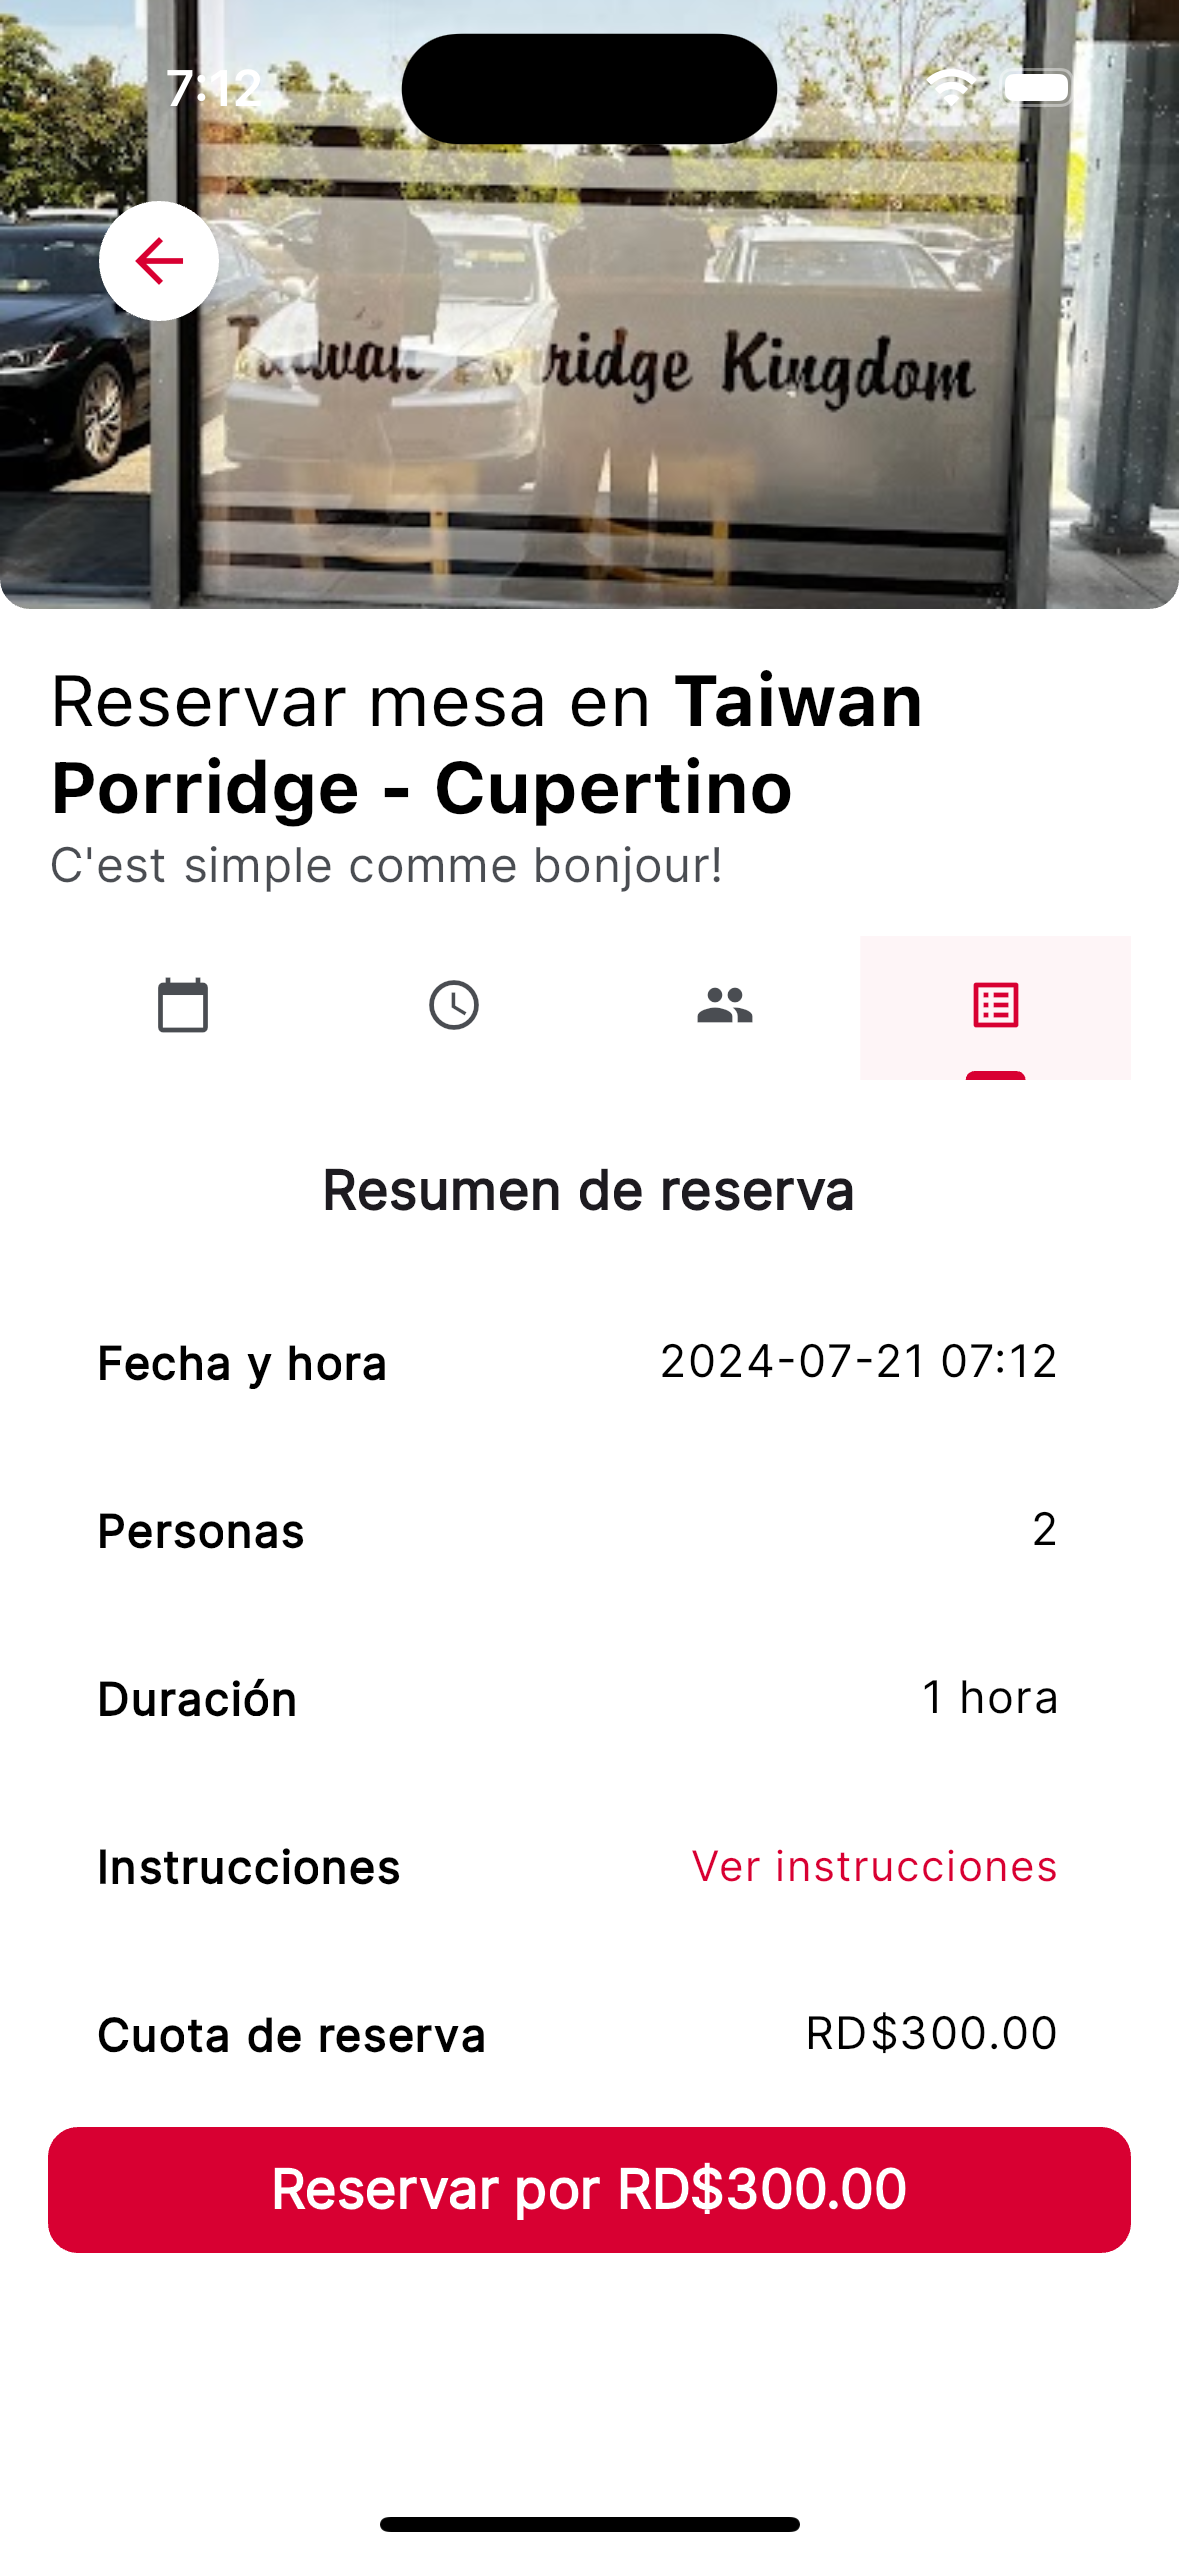 7:12
Taiwan ridge Kingdom
Reservar mesa en Taiwan
Porridge - Cupertino
C'est simple comme bonjour!
Resumen de reserva
Fecha y hora 2024-07-21 07:12
Personas 2
Duración 1 hora
Instrucciones Ver instrucciones
Cuota de reserva RD$300.00
Reservar por RD$300.00